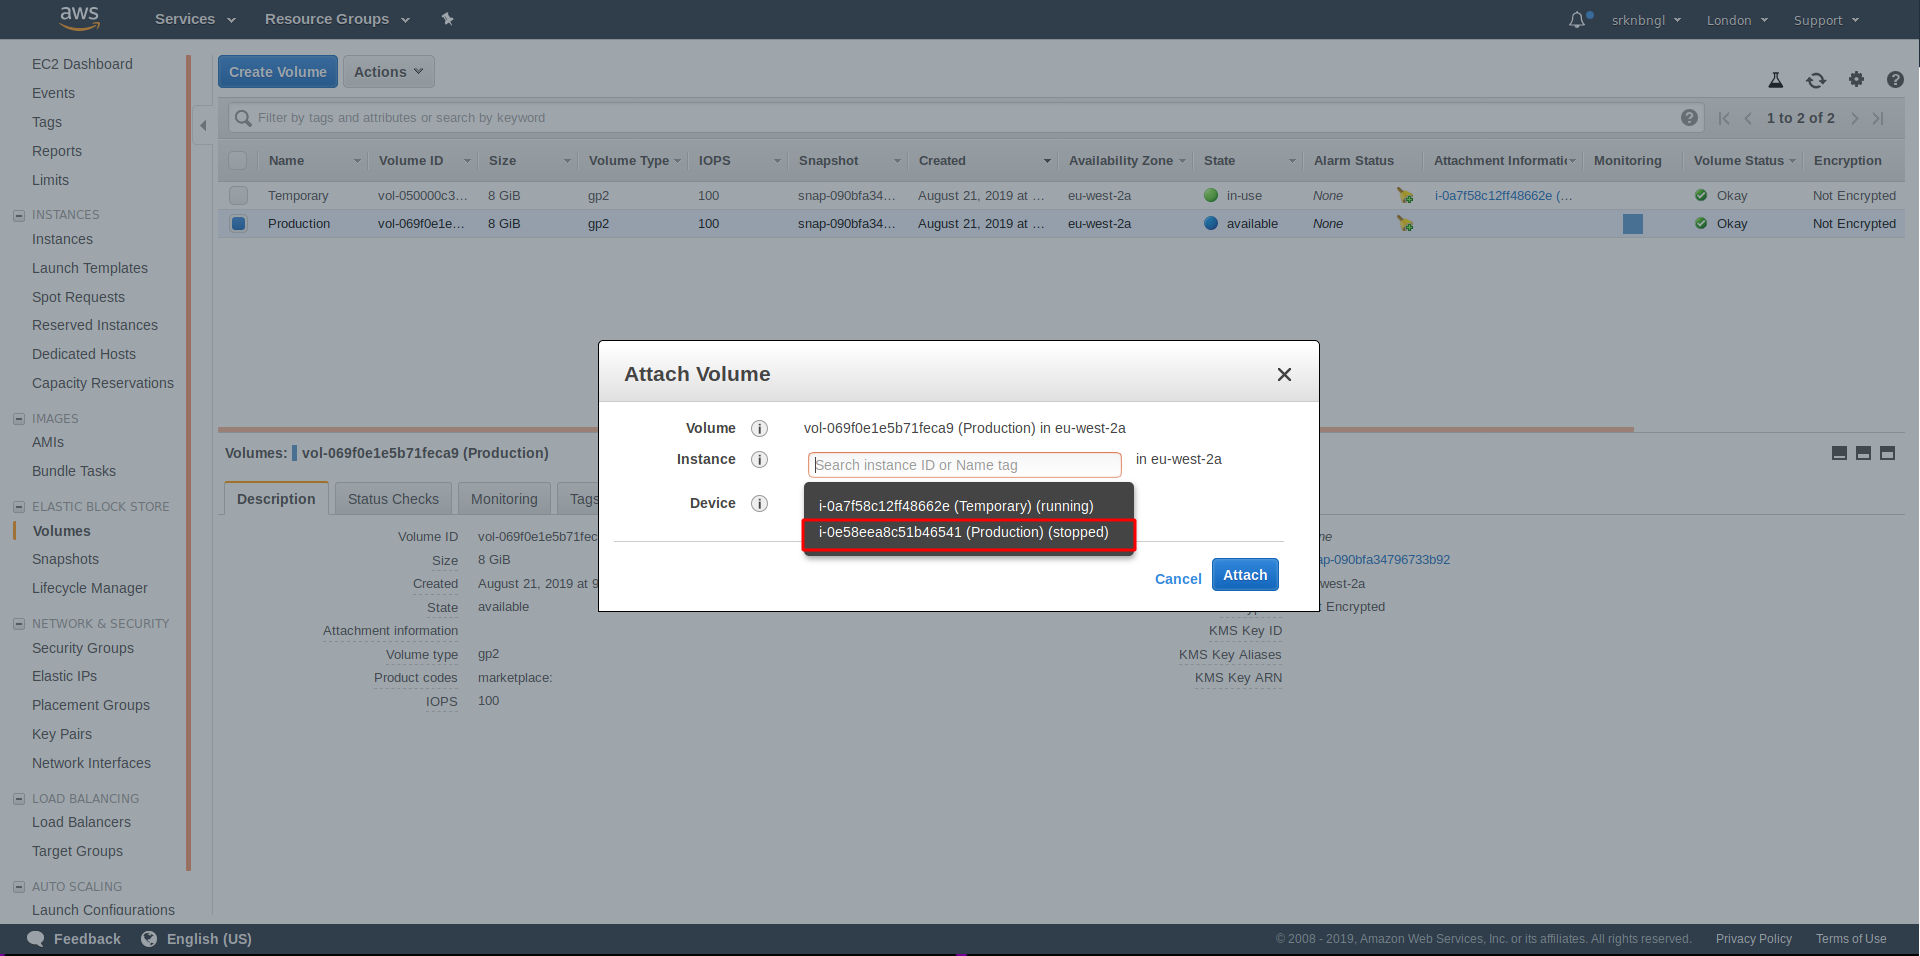 aws Services Resource Groups srknbngl London Support
EC2 Dashboard
Events
Tags
Reports
Limits
INSTANCES
Instances
Launch Templates
Spot Requests
Reserved Instances
Dedicated Hosts
Capacity Reservations
IMAGES
AMIs
Bundle Tasks
ELASTIC BLOCK STORE
Volumes
Snapshots
Lifecycle Manager
NETWORK & SECURITY
Security Groups
Elastic IPs
Placement Groups
Key Pairs
Network Interfaces
LOAD BALANCING
Load Balancers
Target Groups
AUTO SCALING
Launch Configurations
Create Volume Actions
Filter by tags and attributes or search by keyword 1 to 2 of 2
Name Volume ID Size Volume Type IOPS Snapshot Created Availability Zone State Alarm Status Attachment Informatic Monitoring Volume Status Encryption
Temporary vol-050000c3... 8 GiB gp2 100 snap-090bfa34... August 21, 2019 at ... eu-west-2a in-use None i-0a7f58c12ff48662e (... Okay Not Encrypted
Production vol-069f0e1e... 8 GiB gp2 100 snap-090bfa34... August 21, 2019 at ... eu-west-2a available None Okay Not Encrypted
Attach Volume
Volume vol-069f0e1e5b71feca9 (Production) in eu-west-2a
Instance Search instance ID or Name tag in eu-west-2a
Device
i-0a7f58c12ff48662e (Temporary) (running)
i-0e58eea8c51b46541 (Production) (stopped)
Cancel Attach
Volumes: vol-069f0e1e5b71feca9 (Production)
Description Status Checks Monitoring Tags
Volume ID vol-069f0e1e5b71fec
Size 8 GiB ap-090bfa34796733b92
Created August 21, 2019 at 9 west-2a
State available Encrypted
Attachment information KMS Key ID
Volume type gp2 KMS Key Aliases
Product codes marketplace: KMS Key ARN
IOPS 100
Feedback English (US) © 2008 - 2019, Amazon Web Services, Inc. or its affiliates. All rights reserved. Privacy Policy Terms of Use